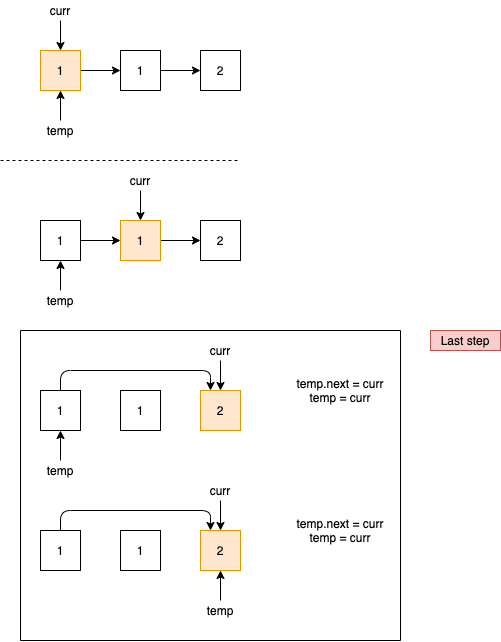 curr
1
1
2
temp
curr
1
1
2
temp
Last step
curr
temp.next = curr
temp = curr
1
1
2
temp
curr
temp.next = curr
temp = curr
1
1
2
temp